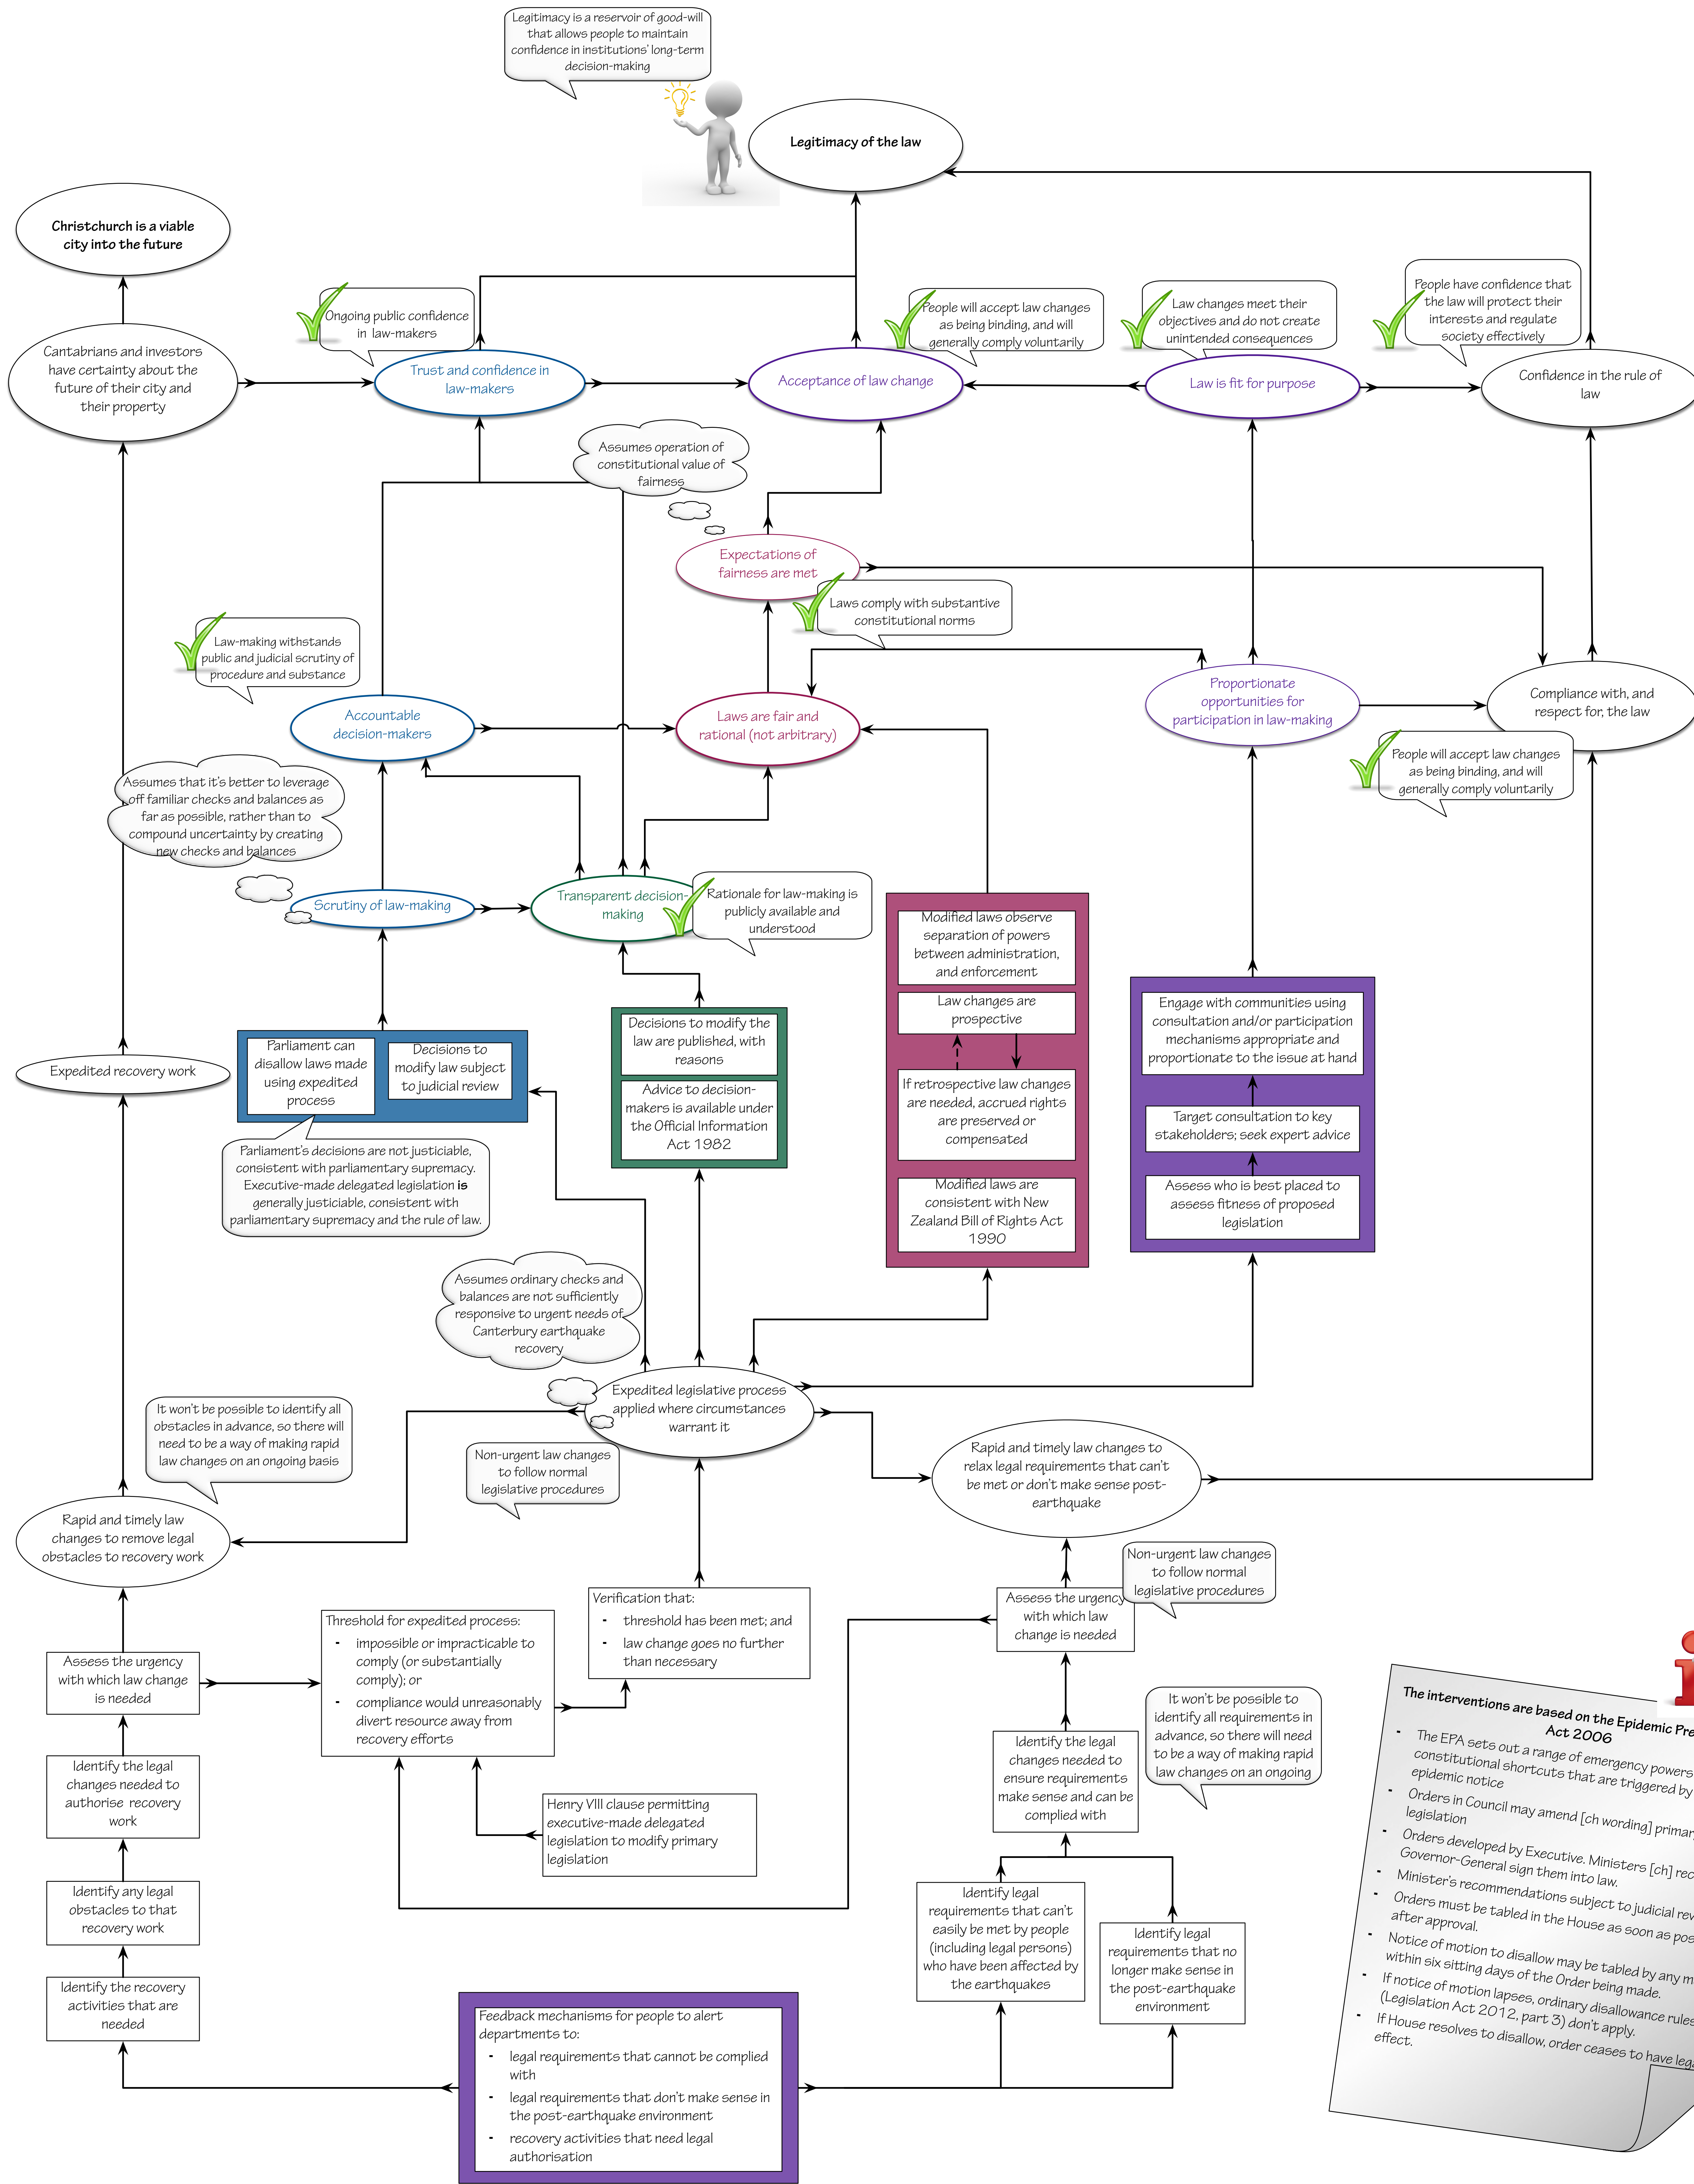 Legitimacy is a reservoir of good-will
that allows people to maintain
confidence in institutions' long-term
decision-making
Legitimacy of the law
Christchurch is a viable
city into the future
Ongoing public confidence
in law-makers
People will accept law changes
as being binding, and will
generally comply voluntarily
Law changes meet their
objectives and do not create
unintended consequences
People have confidence that
the law will protect their
interests and regulate
society effectively
Cantabrians and investors
have certainty about the
future of their city and
their property
Trust and confidence in
law-makers
Acceptance of law change
Law is fit for purpose
Confidence in the rule of
law
Assumes operation of
constitutional value of
fairness
Expectations of
fairness are met
Laws comply with substantive
constitutional norms
Law-making withstands
public and judicial scrutiny of
procedure and substance
Accountable
decision-makers
Laws are fair and
rational (not arbitrary)
Proportionate
opportunities for
participation in law-making
Compliance with, and
respect for, the law
People will accept law changes
as being binding, and will
generally comply voluntarily
Assumes that it's better to leverage
off familiar checks and balances as
far as possible, rather than to
compound uncertainty by creating
new checks and balances
Scrutiny of law-making
Transparent decision-
making
Rationale for law-making is
publicly available and
understood
Modified laws observe
separation of powers
between administration,
and enforcement
Law changes are
prospective
If retrospective law changes
are needed, accrued rights
are preserved or
compensated
Modified laws are
consistent with New
Zealand Bill of Rights Act
1990
Engage with communities using
consultation and/or participation
mechanisms appropriate and
proportionate to the issue at hand
Target consultation to key
stakeholders; seek expert advice
Assess who is best placed to
assess fitness of proposed
legislation
Expedited recovery work
Parliament can
disallow laws made
using expedited
process
Decisions to
modify law subject
to judicial review
Decisions to modify the
law are published, with
reasons
Advice to decision-
makers is available under
the Official Information
Act 1982
Parliament's decisions are not justiciable,
consistent with parliamentary supremacy.
Executive-made delegated legislation is
generally justiciable, consistent with
parliamentary supremacy and the rule of law.
Assumes ordinary checks and
balances are not sufficiently
responsive to urgent needs of
Canterbury earthquake
recovery
Expedited legislative process
applied where circumstances
warrant it
It won't be possible to identify all
obstacles in advance, so there will
need to be a way of making rapid
law changes on an ongoing basis
Non-urgent law changes
to follow normal
legislative procedures
Rapid and timely law changes to
relax legal requirements that can't
be met or don't make sense post-
earthquake
Rapid and timely law
changes to remove legal
obstacles to recovery work
Non-urgent law changes
to follow normal
legislative procedures
Assess the urgency
with which law
change is needed
Verification that:
- threshold has been met; and
- law change goes no further
than necessary
Threshold for expedited process:
- impossible or impracticable to
comply (or substantially
comply); or
- compliance would unreasonably
divert resource away from
recovery efforts
Assess the urgency
with which law change
is needed
Identify the legal
changes needed to
authorise recovery
work
Identify any legal
obstacles to that
recovery work
Identify the recovery
activities that are
needed
Henry VIII clause permitting
executive-made delegated
legislation to modify primary
legislation
It won't be possible to
identify all requirements in
advance, so there will need
to be a way of making rapid
law changes on an ongoing
Identify the legal
changes needed to
ensure requirements
make sense and can be
complied with
Identify legal
requirements that can't
easily be met by people
(including legal persons)
who have been affected by
the earthquakes
Identify legal
requirements that no
longer make sense in
the post-earthquake
environment
Feedback mechanisms for people to alert
departments to:
- legal requirements that cannot be complied
with
- legal requirements that don't make sense in
the post-earthquake environment
- recovery activities that need legal
authorisation
The interventions are based on the Epidemic Pre
Act 2006
- The EPA sets out a range of emergency powers
constitutional shortcuts that are triggered by
epidemic notice
- Orders in Council may amend [ch wording] primar
legislation
- Orders developed by Executive. Ministers [ch] rec
Governor-General sign them into law.
- Minister's recommendations subject to judicial rev
- Orders must be tabled in the House as soon as pos
after approval.
- Notice of motion to disallow may be tabled by any m
within six sitting days of the Order being made.
- If notice of motion lapses, ordinary disallowance rules
(Legislation Act 2012, part 3) don't apply.
- If House resolves to disallow, order ceases to have lega
effect.